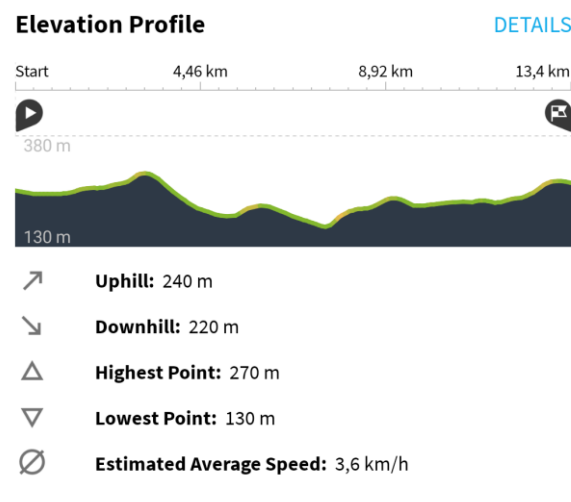 Elevation Profile DETAILS
Start 4,46 km 8,92 km 13,4 km
380 m
130 m
Uphill: 240 m
Downhill: 220 m
Highest Point: 270 m
Lowest Point: 130 m
Estimated Average Speed: 3,6 km/h